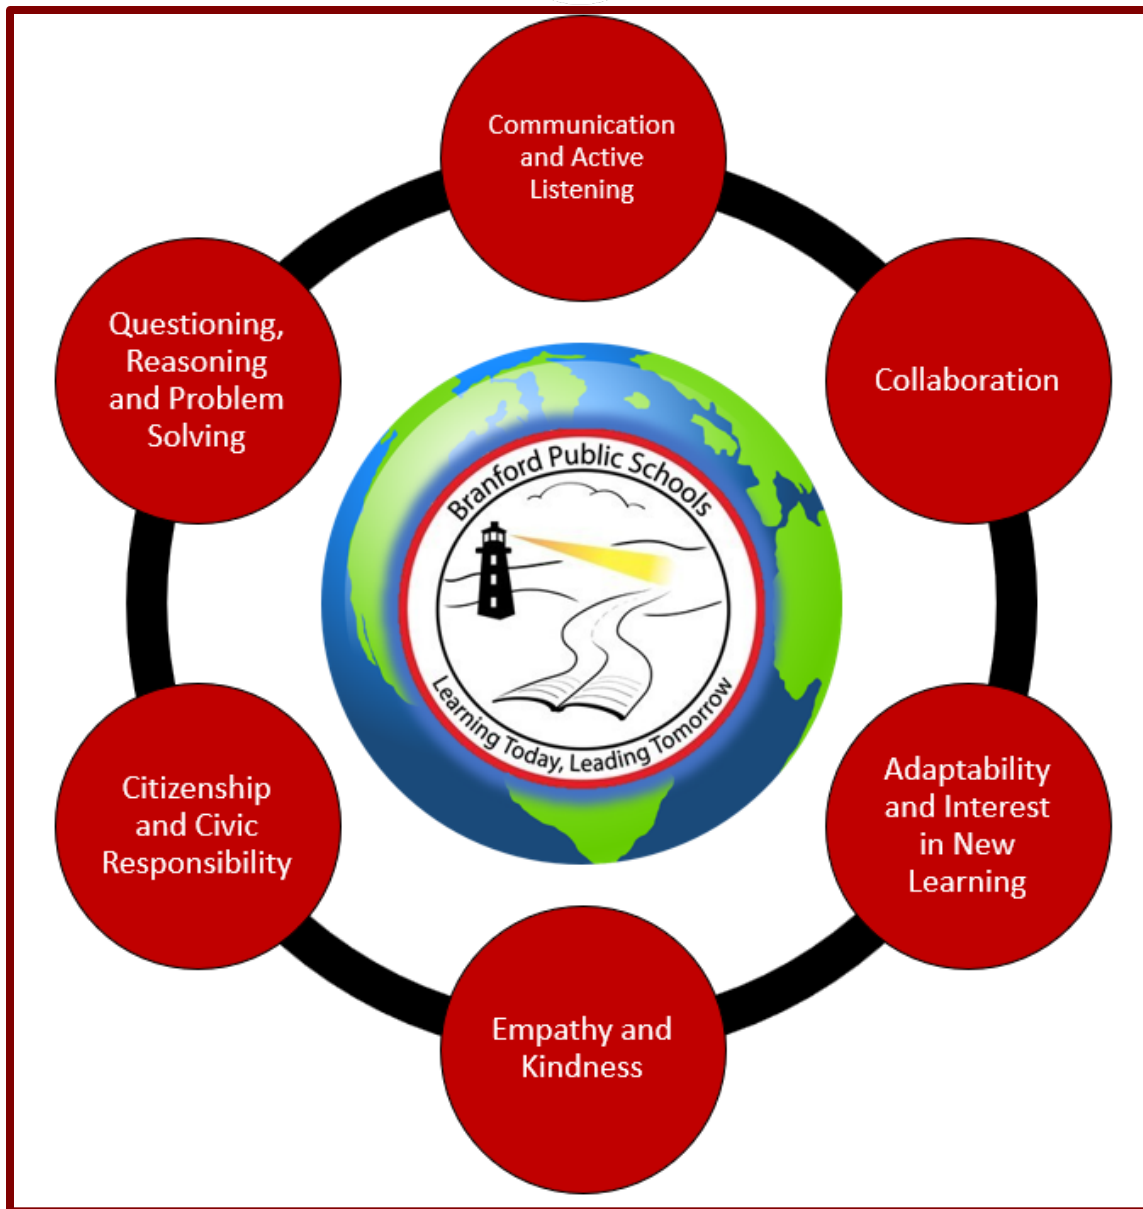 Communication
and Active
Listening
Collaboration
Adaptability
and Interest
in New
Learning
Empathy and
Kindness
Citizenship
and Civic
Responsibility
Questioning,
Reasoning
and Problem
Solving
Branford Public Schools
Learning Today, Leading Tomorrow